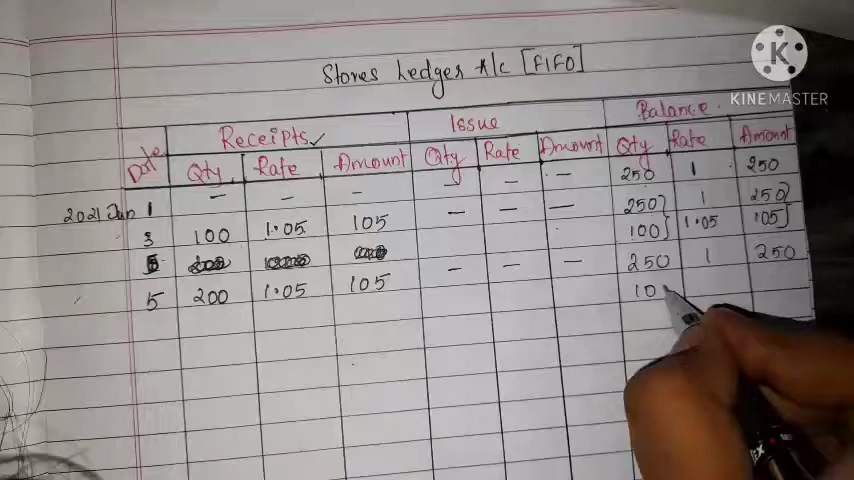 Stores Ledger A/c [FIFO]
K
KINEMASTER
Date Receipts✓ Issue Balance
Qty Rate Amount Qty Rate Amount Qty Rate Amount
2021 Jan 1 - - - - - - 250 1 250
3 100 1.05 105 - - - 250 1 250
100 1.05 105
5
5 200 1.05 105 - - - 250 1 250
10